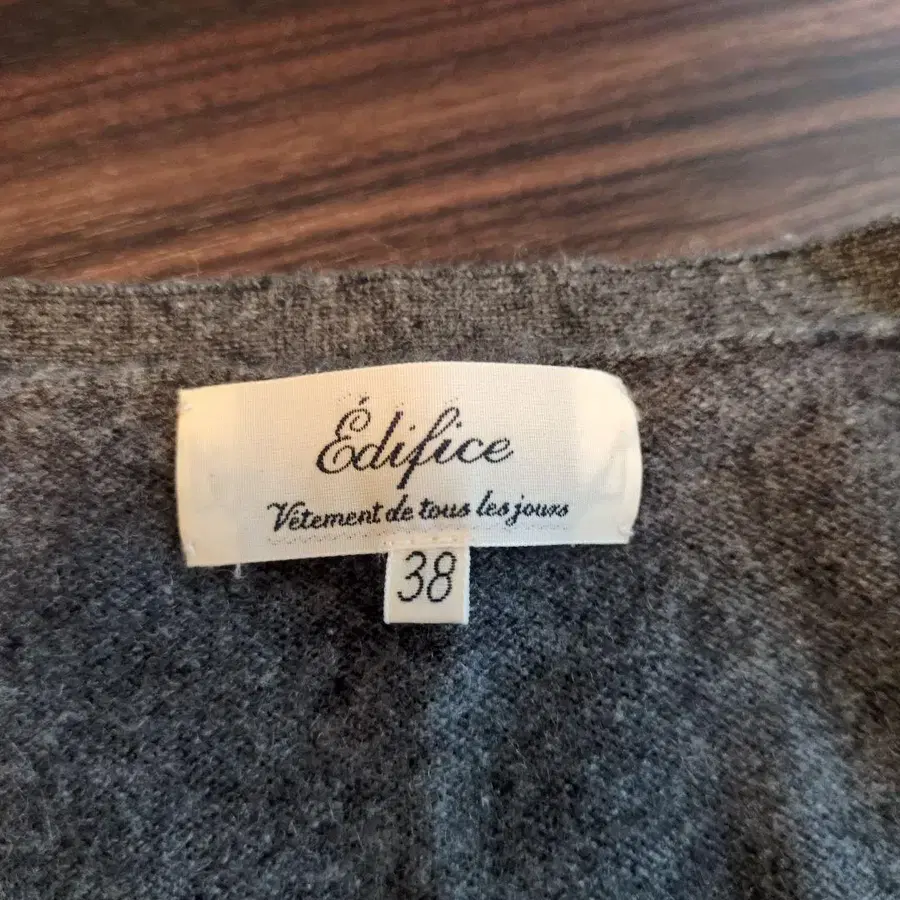 Édifice
Vêtement de tous les jours
38